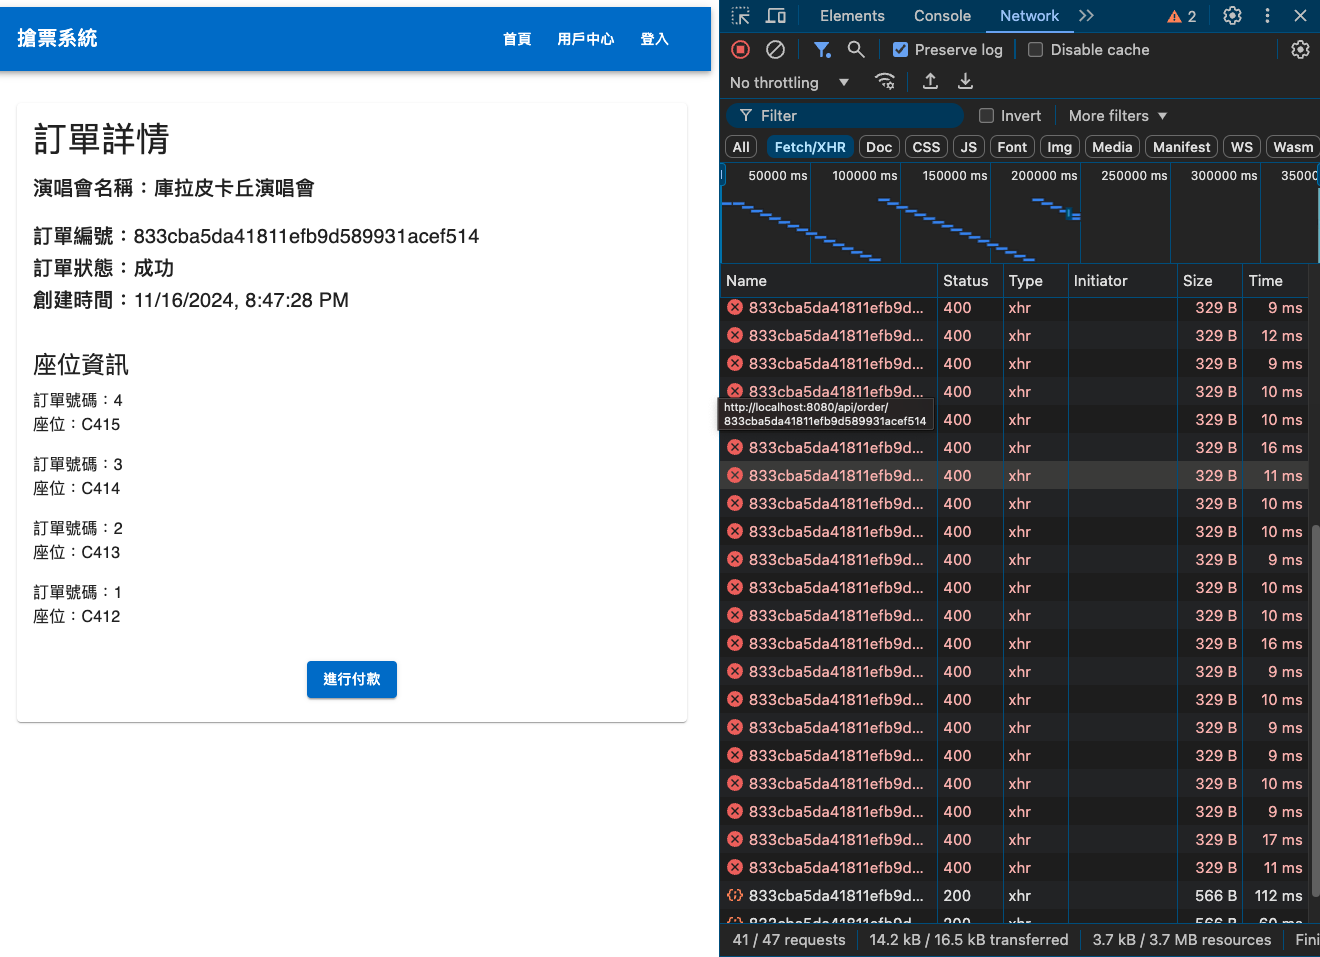 搶票系統
首頁 用戶中心 登入
訂單詳情
演唱會名稱：庫拉皮卡丘演唱會
訂單編號：833cba5da41811efb9d589931acef514
訂單狀態：成功
創建時間：11/16/2024, 8:47:28 PM
座位資訊
訂單號碼：4
座位：C415
訂單號碼：3
座位：C414
訂單號碼：2
座位：C413
訂單號碼：1
座位：C412
進行付款
Elements Console Network 2
Preserve log Disable cache
No throttling
Filter Invert More filters
All Fetch/XHR Doc CSS JS Font Img Media Manifest WS Wasm
50000 ms 100000 ms 150000 ms 200000 ms 250000 ms 300000 ms 35000
Name Status Type Initiator Size Time
833cba5da41811efb9d... 400 xhr 329 B 9 ms
833cba5da41811efb9d... 400 xhr 329 B 12 ms
833cba5da41811efb9d... 400 xhr 329 B 9 ms
833cba5da41811efb9d... 400 xhr 329 B 10 ms
http://localhost:8080/api/order/
833cba5da41811efb9d589931acef514
400 xhr 329 B 10 ms
833cba5da41811efb9d... 400 xhr 329 B 16 ms
833cba5da41811efb9d... 400 xhr 329 B 11 ms
833cba5da41811efb9d... 400 xhr 329 B 10 ms
833cba5da41811efb9d... 400 xhr 329 B 10 ms
833cba5da41811efb9d... 400 xhr 329 B 9 ms
833cba5da41811efb9d... 400 xhr 329 B 10 ms
833cba5da41811efb9d... 400 xhr 329 B 10 ms
833cba5da41811efb9d... 400 xhr 329 B 16 ms
833cba5da41811efb9d... 400 xhr 329 B 9 ms
833cba5da41811efb9d... 400 xhr 329 B 10 ms
833cba5da41811efb9d... 400 xhr 329 B 9 ms
833cba5da41811efb9d... 400 xhr 329 B 9 ms
833cba5da41811efb9d... 400 xhr 329 B 10 ms
833cba5da41811efb9d... 400 xhr 329 B 9 ms
833cba5da41811efb9d... 400 xhr 329 B 17 ms
833cba5da41811efb9d... 400 xhr 329 B 11 ms
833cba5da41811efb9d... 200 xhr 566 B 112 ms
833cba5da41811efb9d... 200 xhr 566 B 60 ms
41 / 47 requests 14.2 kB / 16.5 kB transferred 3.7 kB / 3.7 MB resources Fini